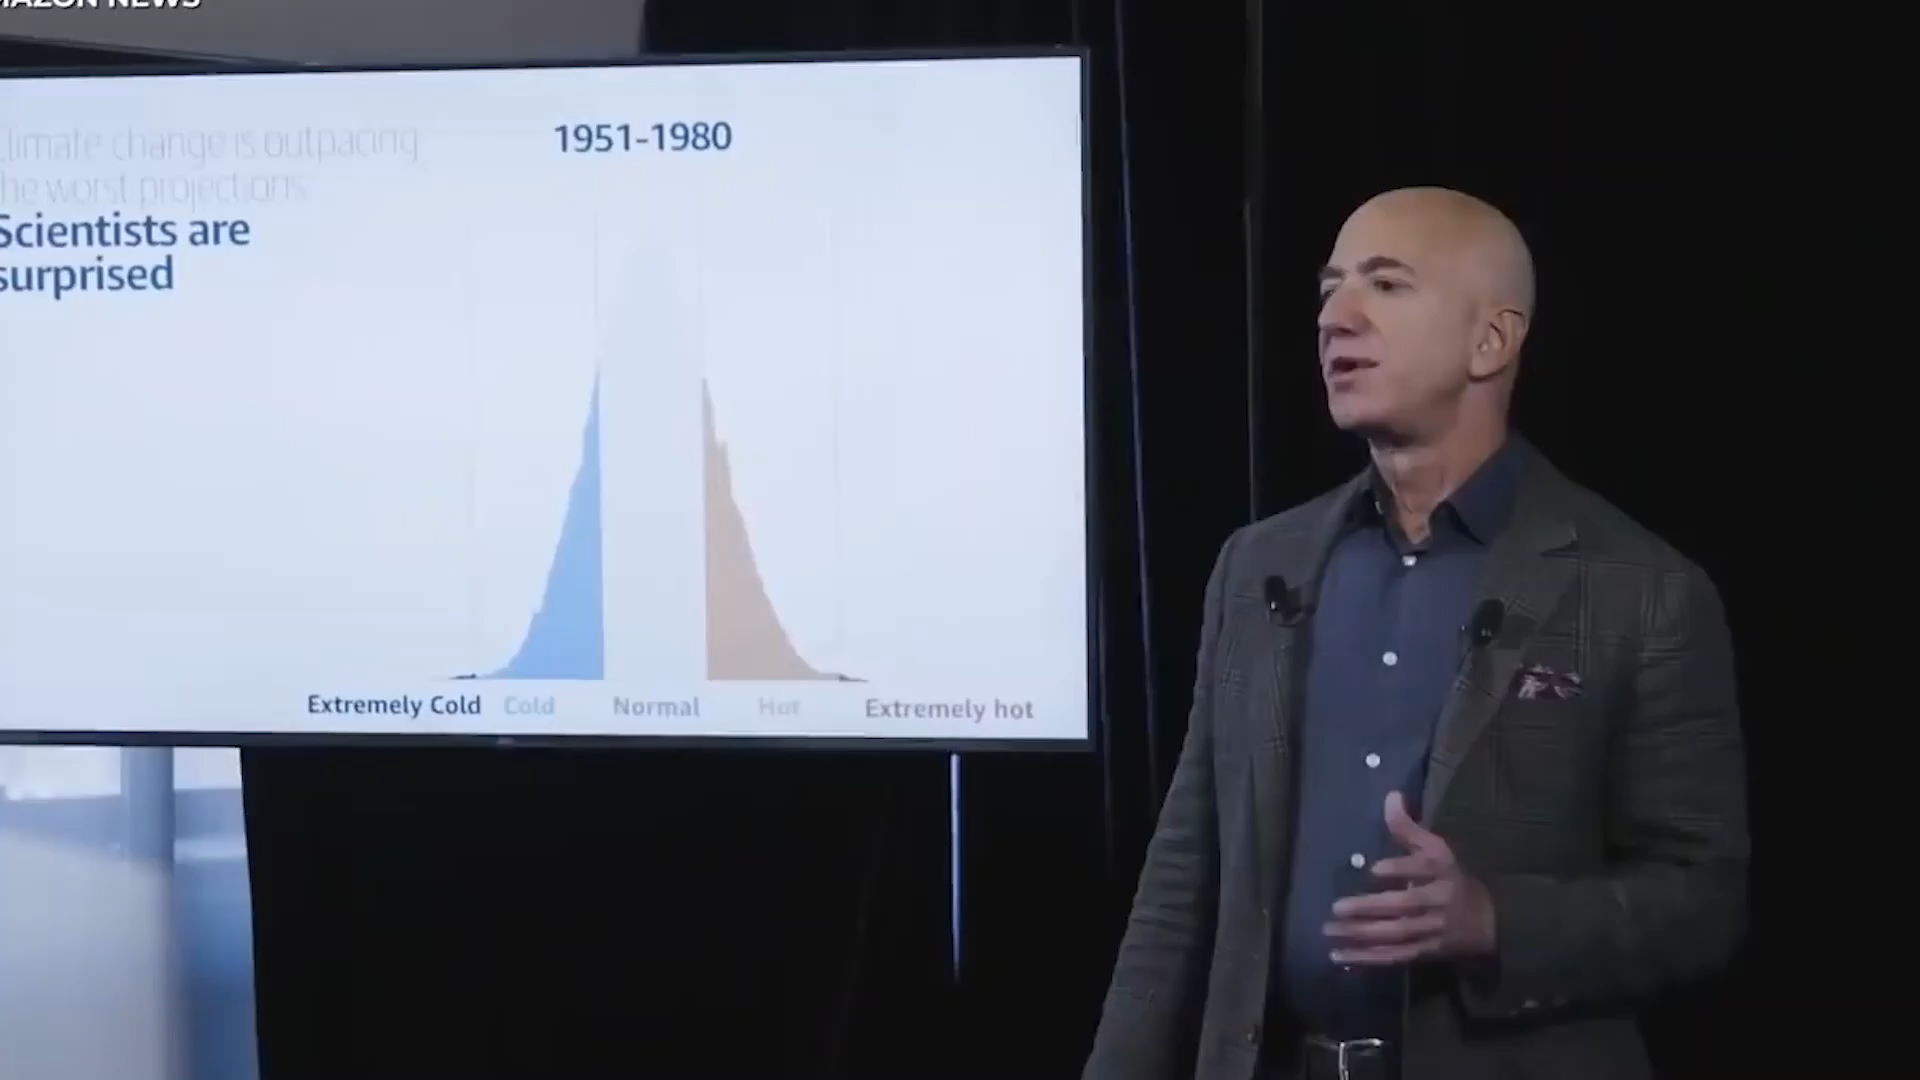 AMAZON NEWS
Climate change is outpacing
the worst projections
Scientists are
surprised
1951-1980
Extremely Cold Cold Normal Hot Extremely hot